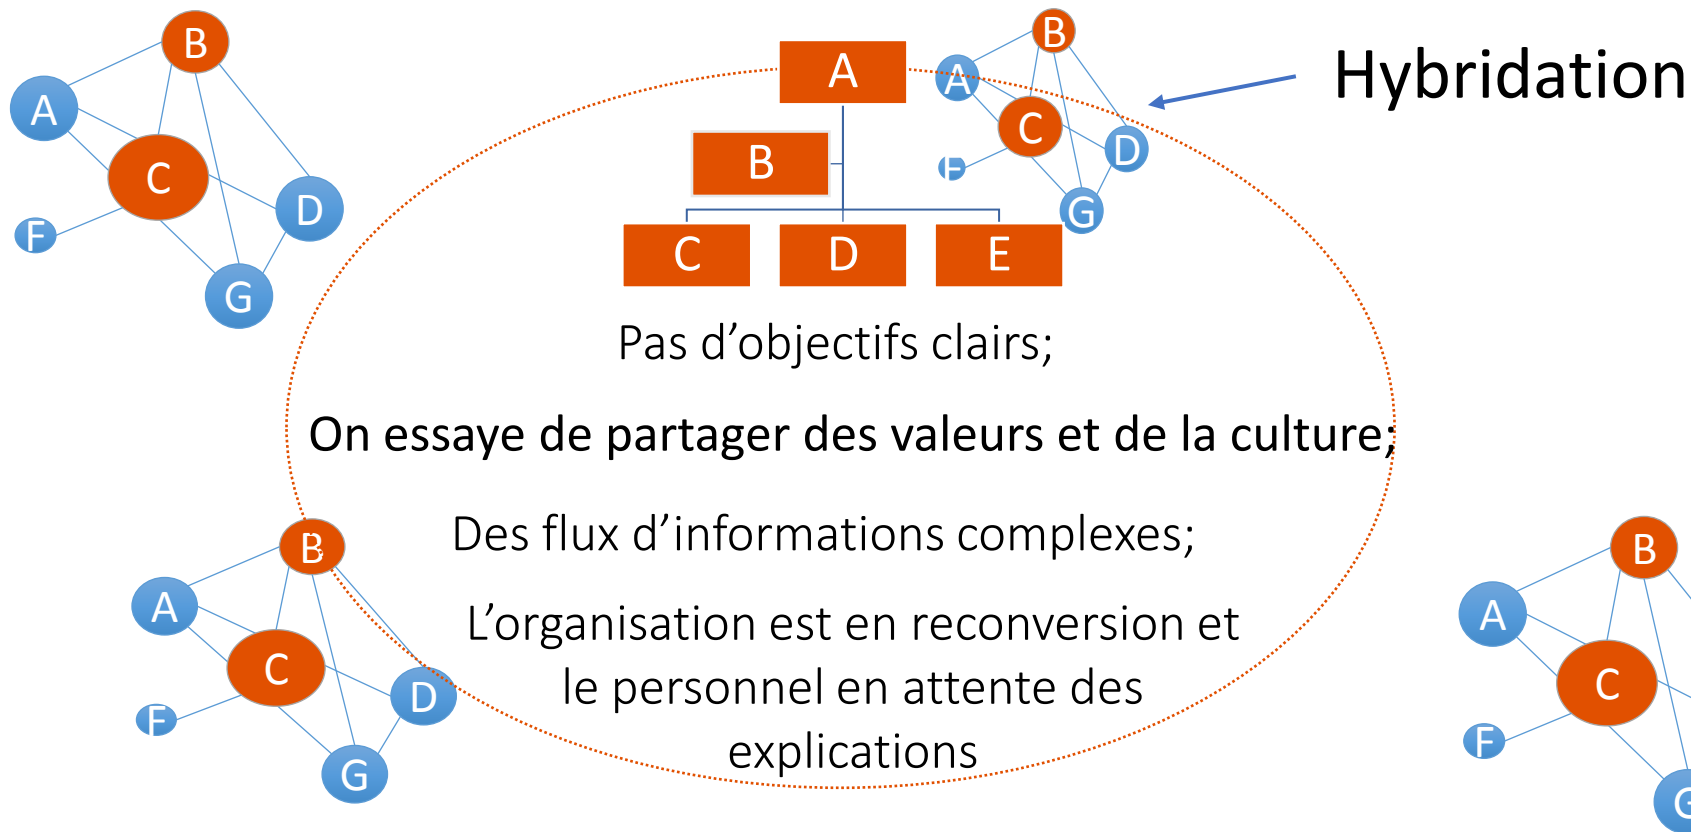 B
A
C
D
F
G
A
B
C
D
E
B
A
C
D
F
G
Hybridation
Pas d’objectifs clairs;
On essaye de partager des valeurs et de la culture;
Des flux d’informations complexes;
L’organisation est en reconversion et
le personnel en attente des
explications
B
A
C
D
F
G
B
A
C
F
G